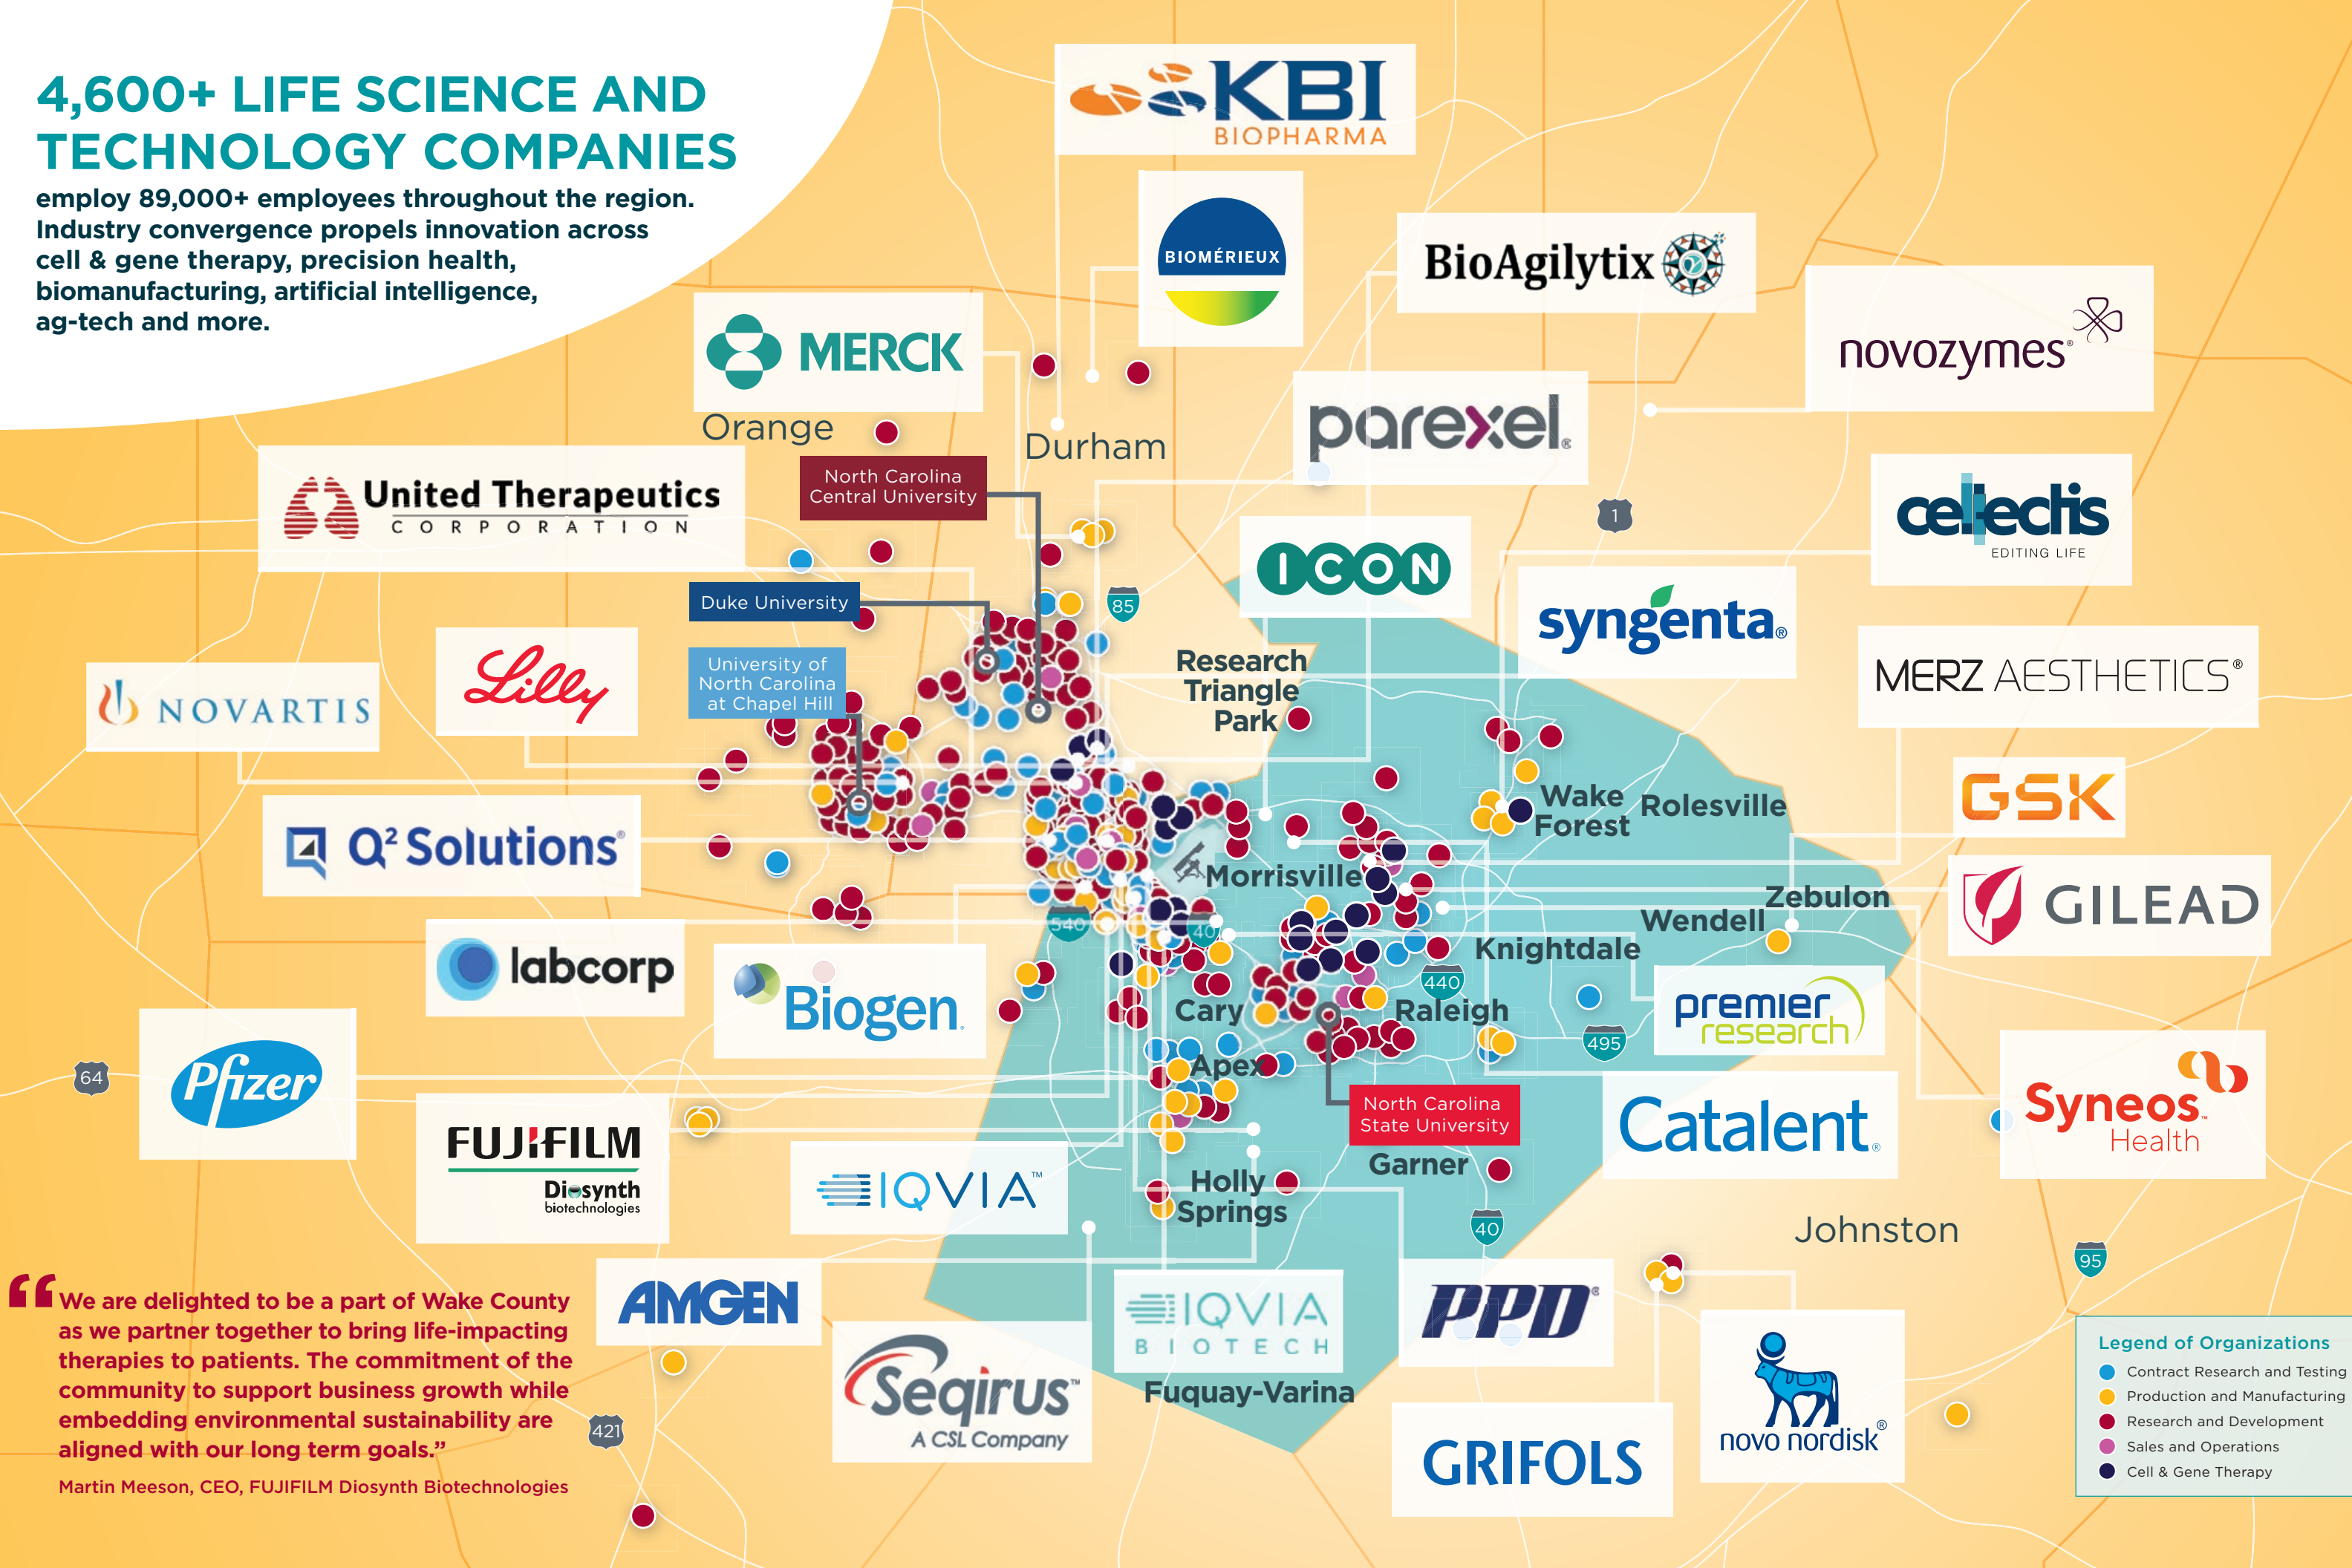 4,600+ LIFE SCIENCE AND
TECHNOLOGY COMPANIES
employ 89,000+ employees throughout the region.
Industry convergence propels innovation across
cell & gene therapy, precision health,
biomanufacturing, artificial intelligence,
ag-tech and more.
KBI
BIOPHARMA
BIOMÉRIEUX
BioAgilytix
novozymes®
MERCK
parexel®
Orange
Durham
North Carolina
Central University
United Therapeutics
CORPORATION
cellectis
EDITING LIFE
1
ICON
syngenta®
Duke University
85
University of
North Carolina
at Chapel Hill
Research
Triangle
Park
Lilly
NOVARTIS
MERZ AESTHETICS®
GSK
Wake
Forest
Rolesville
Q² Solutions®
Morrisville
Zebulon
Wendell
Knightdale
GILEAD
540
40
labcorp
Biogen®
440
Cary
Raleigh
premier
research
495
64
Pfizer
Apex
North Carolina
State University
Garner
Catalent®
Syneos™
Health
FUJIFILM
Diosynth
biotechnologies
IQVIA™
Holly
Springs
40
Johnston
95
“We are delighted to be a part of Wake County
as we partner together to bring life-impacting
therapies to patients. The commitment of the
community to support business growth while
embedding environmental sustainability are
aligned with our long term goals.”
Martin Meeson, CEO, FUJIFILM Diosynth Biotechnologies
AMGEN
421
Seqirus™
A CSL Company
IQVIA
BIOTECH
Fuquay-Varina
PPD®
GRIFOLS
novo nordisk®
Legend of Organizations
Contract Research and Testing
Production and Manufacturing
Research and Development
Sales and Operations
Cell & Gene Therapy